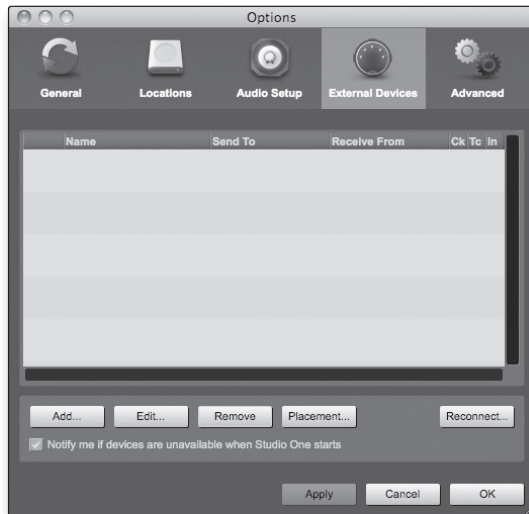 Options
General Locations Audio Setup External Devices Advanced
Name Send To Receive From Ck Tc In
Add... Edit... Remove Placement... Reconnect...
Notify me if devices are unavailable when Studio One starts
Apply Cancel OK